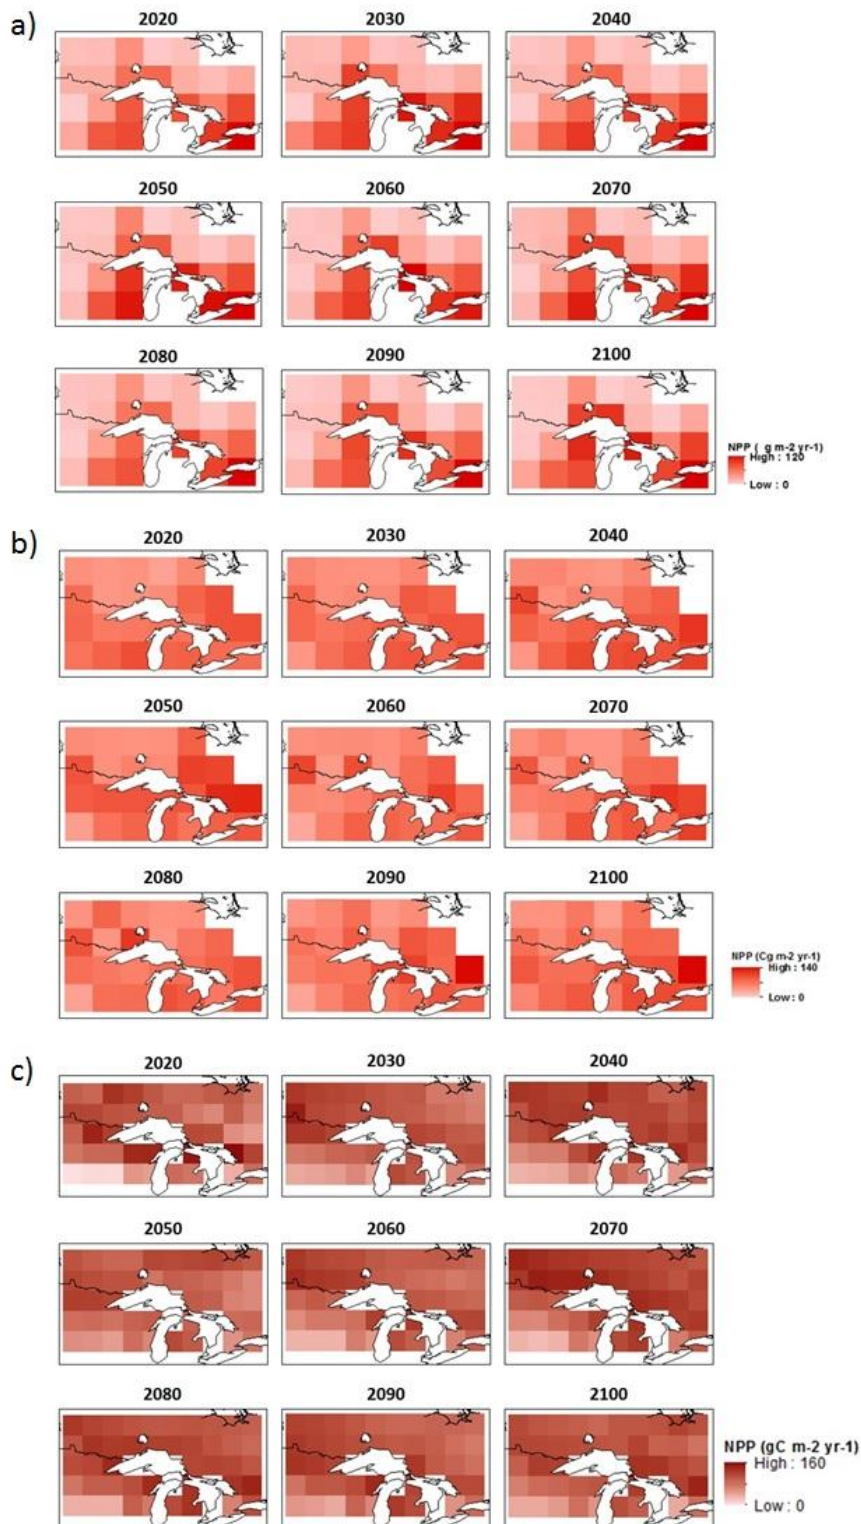 a)
2020 2030 2040
2050 2060 2070
2080 2090 2100
NPP ( g m-2 yr-1)
High : 120
Low : 0
b)
2020 2030 2040
2050 2060 2070
2080 2090 2100
NPP (Cg m-2 yr-1)
High : 140
Low : 0
c)
2020 2030 2040
2050 2060 2070
2080 2090 2100
NPP (gC m-2 yr-1)
High : 160
Low : 0